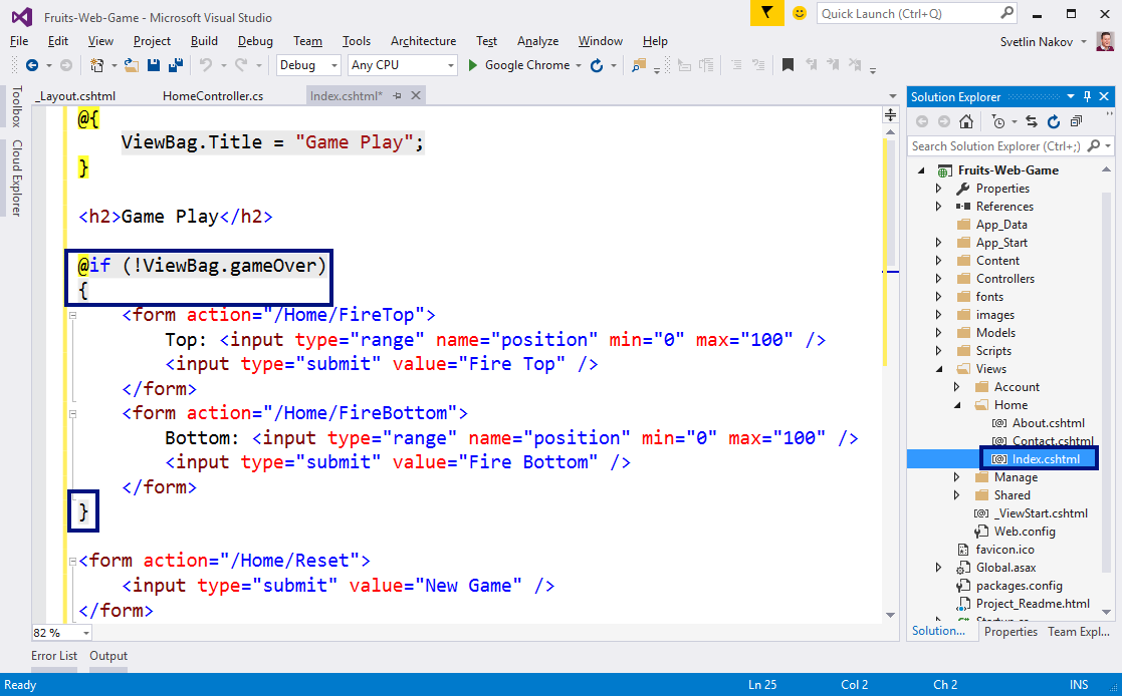 Fruits-Web-Game - Microsoft Visual Studio
Quick Launch (Ctrl+Q)
File Edit View Project Build Debug Team Tools Architecture Test Analyze Window Help
Svetlin Nakov
Debug Any CPU Google Chrome
Toolbox
Cloud Explorer
_Layout.cshtml HomeController.cs Index.cshtml*
@{
ViewBag.Title = "Game Play";
}
<h2>Game Play</h2>
@if (!ViewBag.gameOver)
{
<form action="/Home/FireTop">
Top: <input type="range" name="position" min="0" max="100" />
<input type="submit" value="Fire Top" />
</form>
<form action="/Home/FireBottom">
Bottom: <input type="range" name="position" min="0" max="100" />
<input type="submit" value="Fire Bottom" />
</form>
}
<form action="/Home/Reset">
<input type="submit" value="New Game" />
</form>
82 %
Solution Explorer
Search Solution Explorer (Ctrl+;)
Fruits-Web-Game
Properties
References
App_Data
App_Start
Content
Controllers
fonts
images
Models
Scripts
Views
Account
Home
About.cshtml
Contact.cshtml
Index.cshtml
Manage
Shared
_ViewStart.cshtml
Web.config
favicon.ico
Global.asax
packages.config
Project_Readme.html
Solution... Properties Team Expl...
Error List Output
Ready Ln 25 Col 2 Ch 2 INS